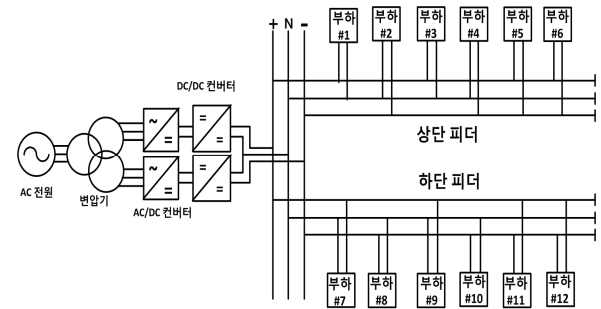 + N -
부하
#1
부하
#2
부하
#3
부하
#4
부하
#5
부하
#6
DC/DC 컨버터
~
=
=
=
상단 피더
AC 전원
변압기
~
=
=
=
AC/DC 컨버터
하단 피더
부하
#7
부하
#8
부하
#9
부하
#10
부하
#11
부하
#12